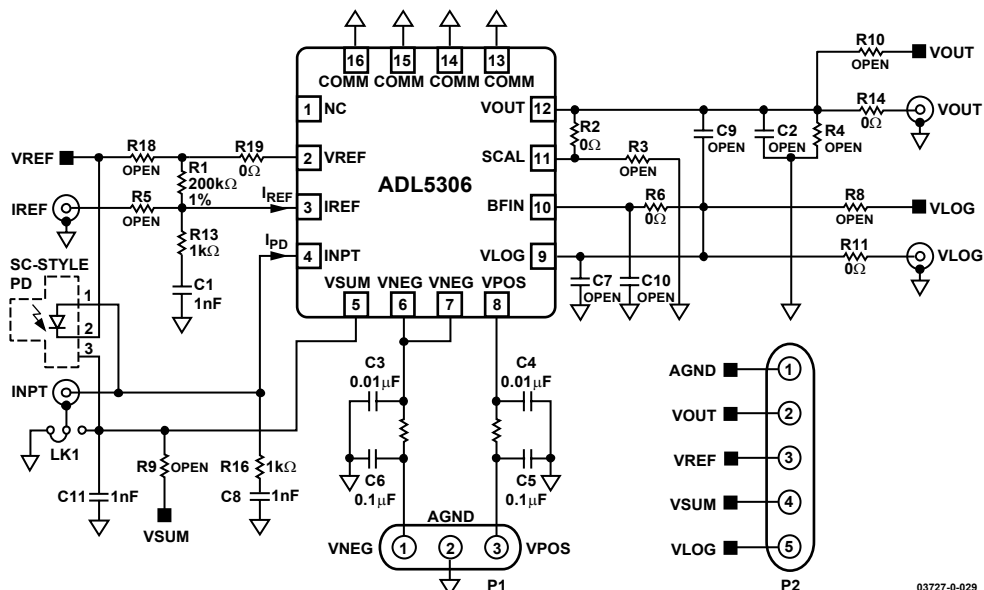 16 15 14 13
COMM COMM COMM COMM
1 NC
2 VREF
3 IREF
4 INPT
ADL5306
VOUT 12
SCAL 11
BFIN 10
VLOG 9
VSUM VNEG VNEG VPOS
5 6 7 8
VREF
R18
OPEN
R19
0Ω
R1
200kΩ
1%
IREF
R5
OPEN
I_REF
R13
1kΩ
C1
1nF
I_PD
SC-STYLE
PD
1
2
3
INPT
LK1
C11 1nF
R9 OPEN
VSUM
R16 1kΩ
C8 1nF
C3
0.01μF
C6
0.1μF
C4
0.01μF
C5
0.1μF
AGND
VNEG 1 2 3 VPOS
P1
R10
OPEN
VOUT
R14
0Ω
VOUT
R2
0Ω
R3
OPEN
C9
OPEN
C2
OPEN
R4
OPEN
R6
0Ω
R8
OPEN
VLOG
R11
0Ω
VLOG
C7
OPEN
C10
OPEN
AGND 1
VOUT 2
VREF 3
VSUM 4
VLOG 5
P2
03727-0-029